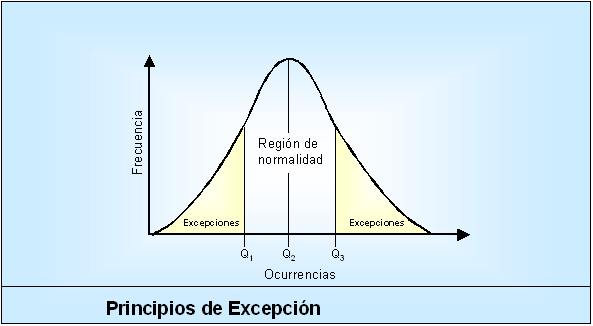 Frecuencia
Región de
normalidad
Excepciones
Excepciones
Q1
Q2
Q3
Ocurrencias
Principios de Excepción